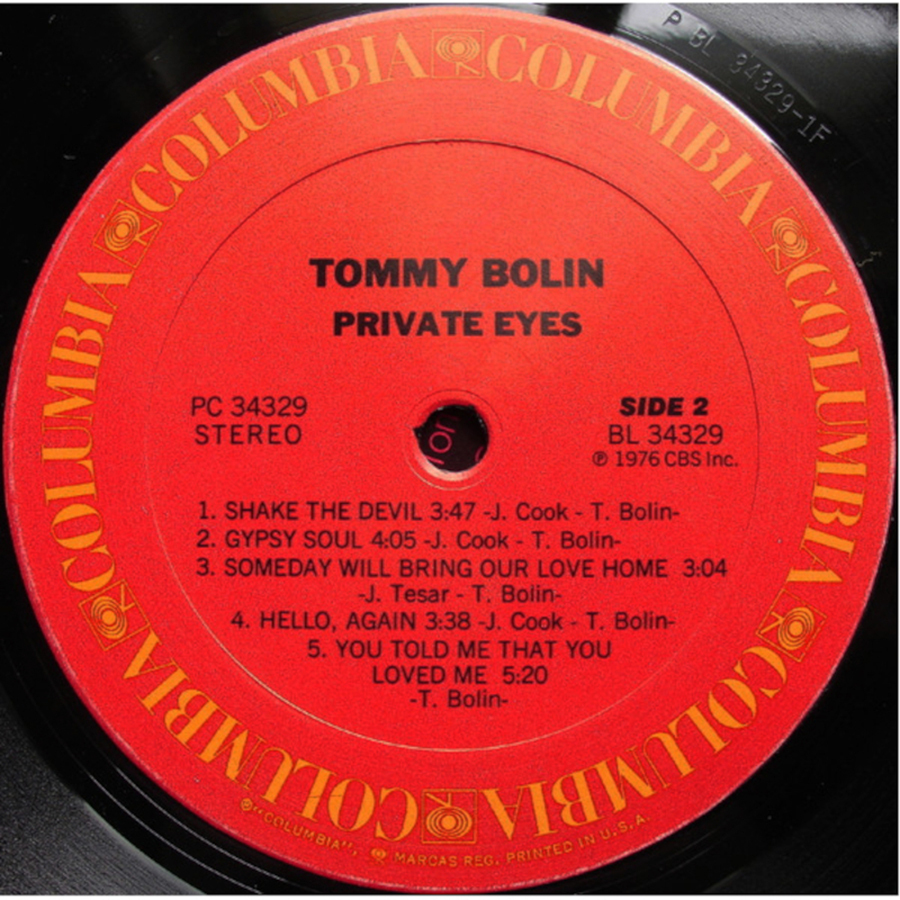 P BL 34329-1F
COLUMBIA COLUMBIA COLUMBIA COLUMBIA COLUMBIA COLUMBIA
TOMMY BOLIN
PRIVATE EYES
PC 34329
STEREO
SIDE 2
BL 34329
℗ 1976 CBS Inc.
1. SHAKE THE DEVIL 3:47 -J. Cook - T. Bolin-
2. GYPSY SOUL 4:05 -J. Cook - T. Bolin-
3. SOMEDAY WILL BRING OUR LOVE HOME 3:04
-J. Tesar - T. Bolin-
4. HELLO, AGAIN 3:38 -J. Cook - T. Bolin-
5. YOU TOLD ME THAT YOU
LOVED ME 5:20
-T. Bolin-
®"COLUMBIA", MARCAS REG. PRINTED IN U.S.A.